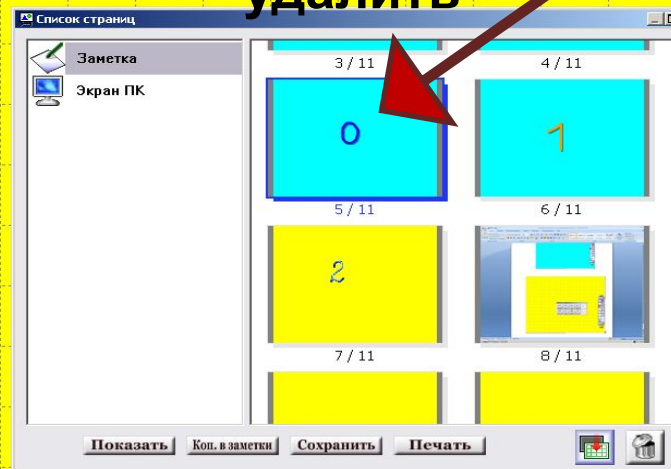 удалить
Список страниц
Заметка
Экран ПК
3 / 11
4 / 11
0
1
5 / 11
6 / 11
2
7 / 11
8 / 11
Показать
Коп. в заметки
Сохранить
Печать